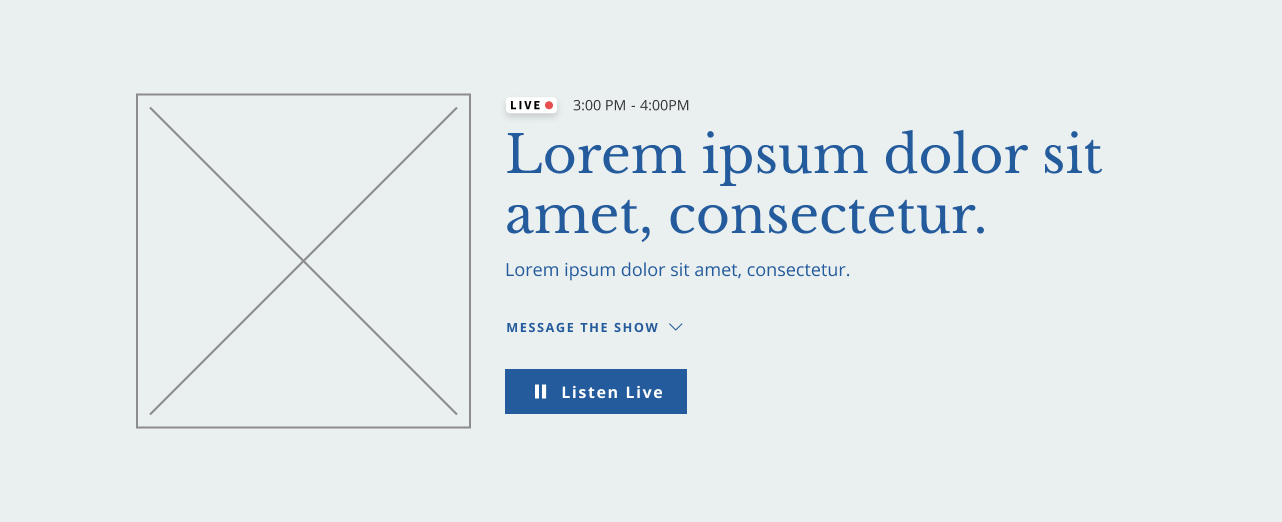 LIVE 3:00 PM - 4:00PM
Lorem ipsum dolor sit
amet, consectetur.
Lorem ipsum dolor sit amet, consectetur.
MESSAGE THE SHOW
Listen Live